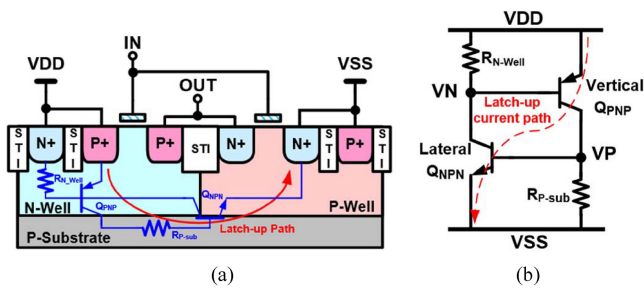 IN
VDD
OUT
VSS
S
T
I
N+
S
T
I
P+
P+
STI
N+
N+
S
T
I
P+
S
T
I
R_N_Well
Q_PNP
Q_NPN
N-Well
P-Well
R_P-sub
Latch-up Path
P-Substrate
(a)
VDD
R_N-Well
VN
Vertical
Q_PNP
Latch-up
current path
Lateral
Q_NPN
VP
R_P-sub
VSS
(b)